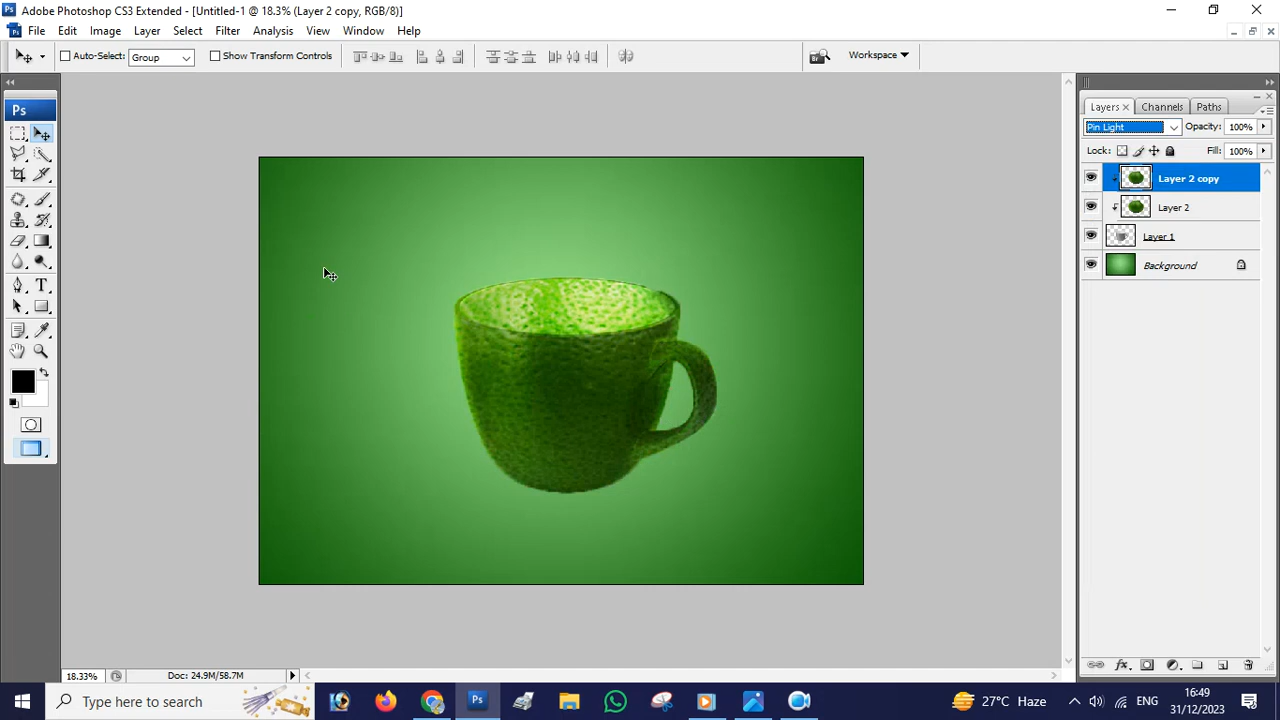 Adobe Photoshop CS3 Extended - [Untitled-1 @ 18.3% (Layer 2 copy, RGB/8)]
File Edit Image Layer Select Filter Analysis View Window Help
Auto-Select: Group Show Transform Controls Workspace
Ps
Layers Channels Paths
Pin Light Opacity: 100%
Lock: Fill: 100%
Layer 2 copy
Layer 2
Layer 1
Background
18.33% Doc: 24.9M/58.7M
Type here to search Ps 27°C Haze ENG 16:49
31/12/2023